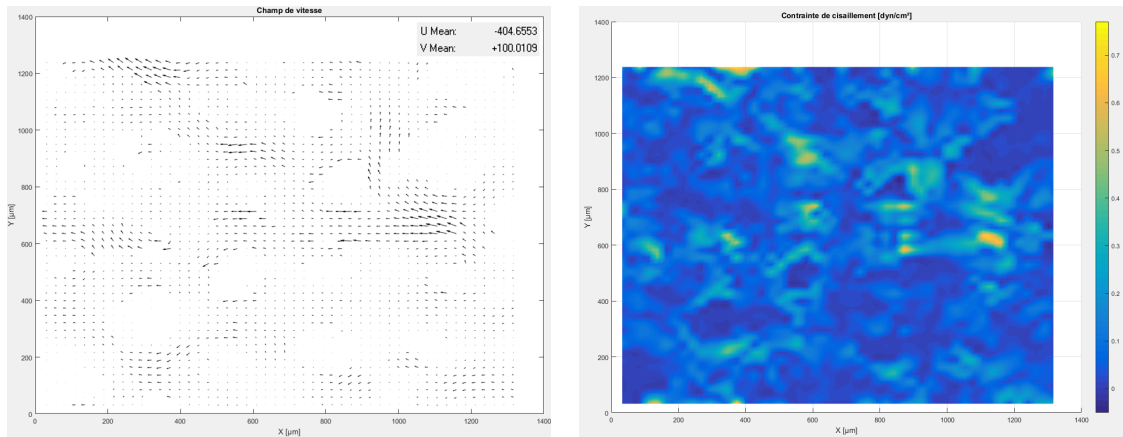 Champ de vitesse
U Mean: -404.6553
V Mean: +100.0109
1400
1200
1000
800
600
400
200
0
Y [µm]
0 200 400 600 800 1000 1200 1400
X [µm]
Contrainte de cisaillement [dyn/cm²]
1400
1200
1000
800
600
400
200
0
Y [µm]
0 200 400 600 800 1000 1200 1400
X [µm]
0.7
0.6
0.5
0.4
0.3
0.2
0.1
0